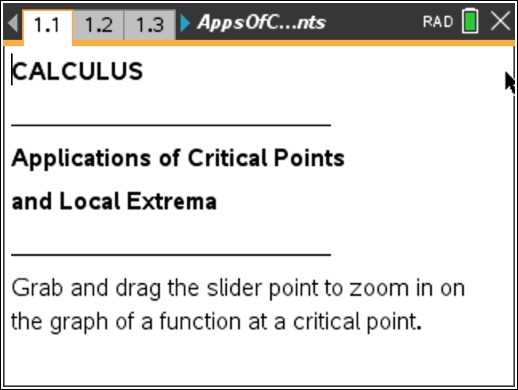 1.1 1.2 1.3 AppsOfC...nts RAD
CALCULUS
Applications of Critical Points
and Local Extrema
Grab and drag the slider point to zoom in on
the graph of a function at a critical point.